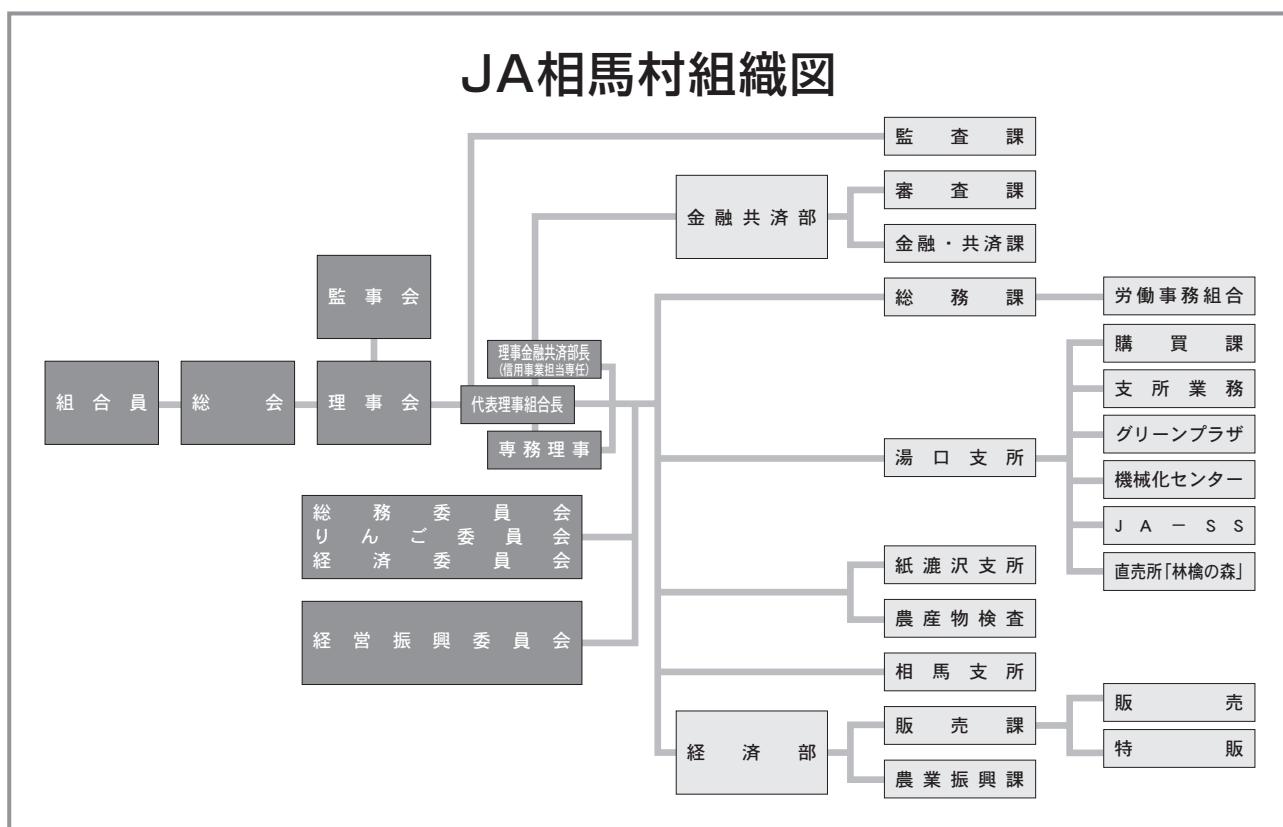 JA相馬村組織図
監査課
金融共済部
審査課
金融・共済課
総務課
労働事務組合
監事会
組合員
総会
理事会
理事金融共済部長
(信用事業担当専任)
代表理事組合長
専務理事
総務委員会
りんご委員会
経済委員会
経営振興委員会
湯口支所
購買課
支所業務
グリーンプラザ
機械化センター
JA－SS
直売所「林檎の森」
紙漉沢支所
農産物検査
相馬支所
経済部
販売課
販売
特販
農業振興課